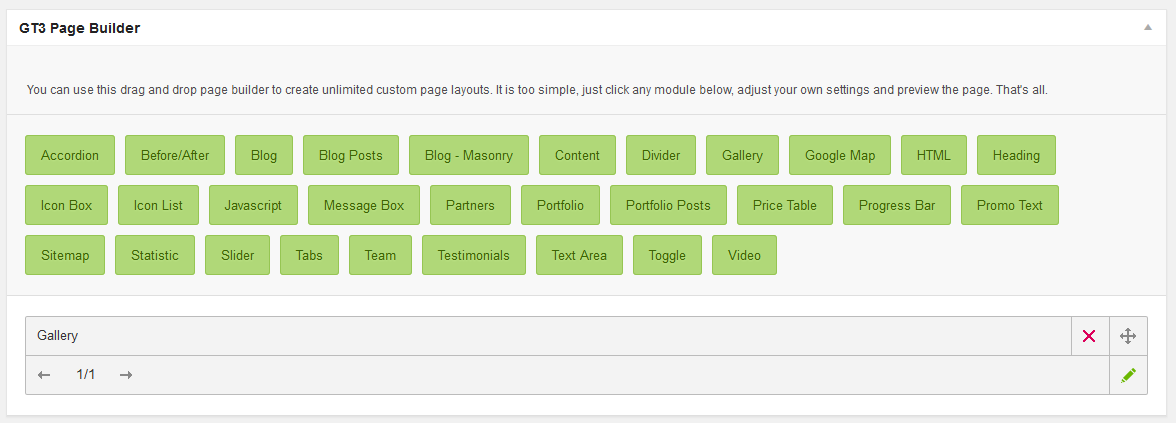 GT3 Page Builder
You can use this drag and drop page builder to create unlimited custom page layouts. It is too simple, just click any module below, adjust your own settings and preview the page. That's all.
Accordion Before/After Blog Blog Posts Blog - Masonry Content Divider Gallery Google Map HTML Heading
Icon Box Icon List Javascript Message Box Partners Portfolio Portfolio Posts Price Table Progress Bar Promo Text
Sitemap Statistic Slider Tabs Team Testimonials Text Area Toggle Video
Gallery
1/1